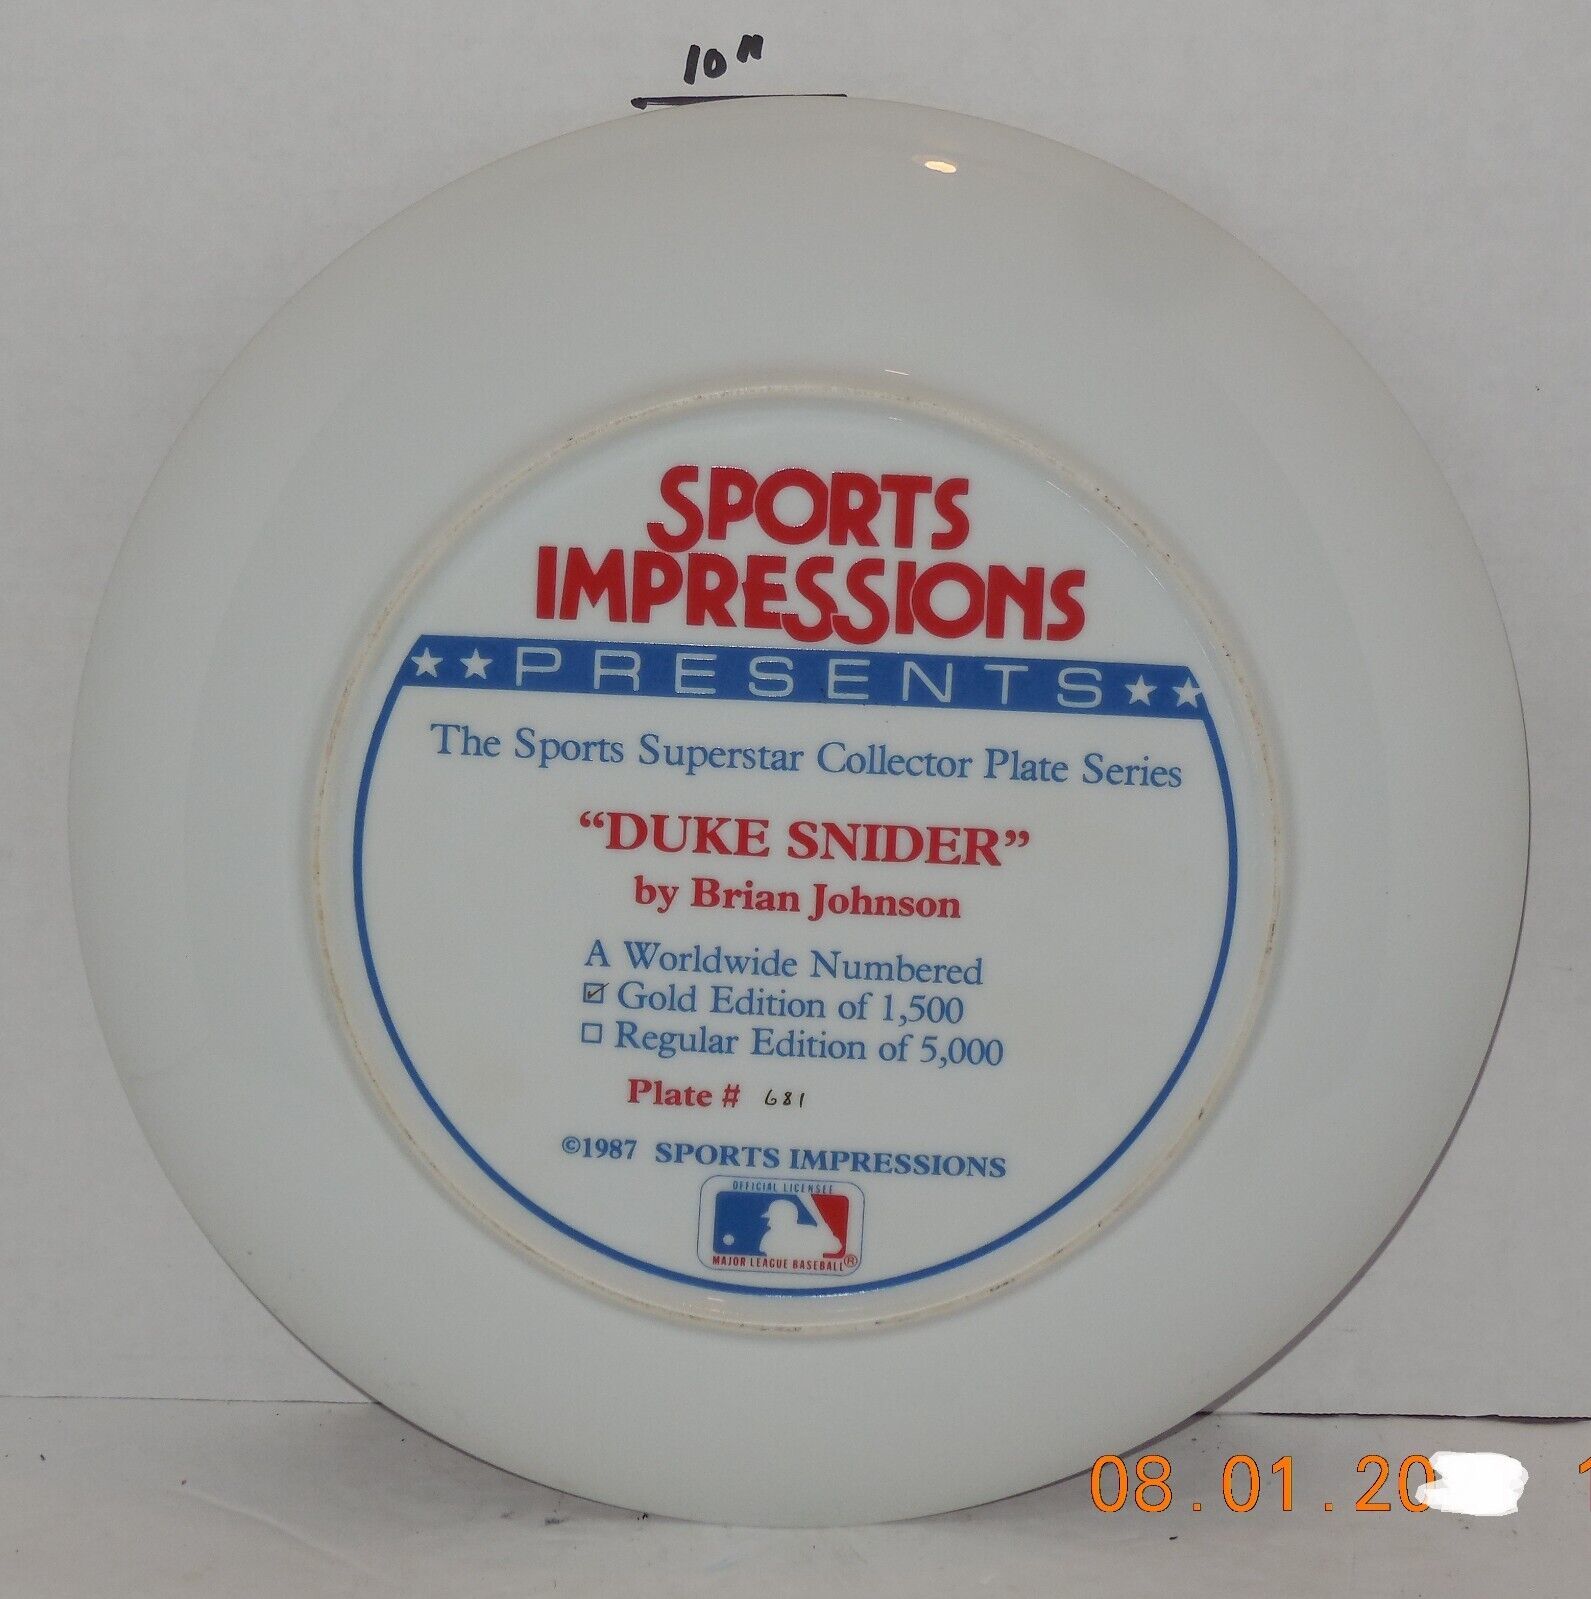 10"
SPORTS
IMPRESSIONS
★★PRESENTS★★
The Sports Superstar Collector Plate Series
“DUKE SNIDER”
by Brian Johnson
A Worldwide Numbered
☑ Gold Edition of 1,500
☐ Regular Edition of 5,000
Plate # 681
©1987 SPORTS IMPRESSIONS
OFFICIAL LICENSEE
MAJOR LEAGUE BASEBALL®
08.01.20